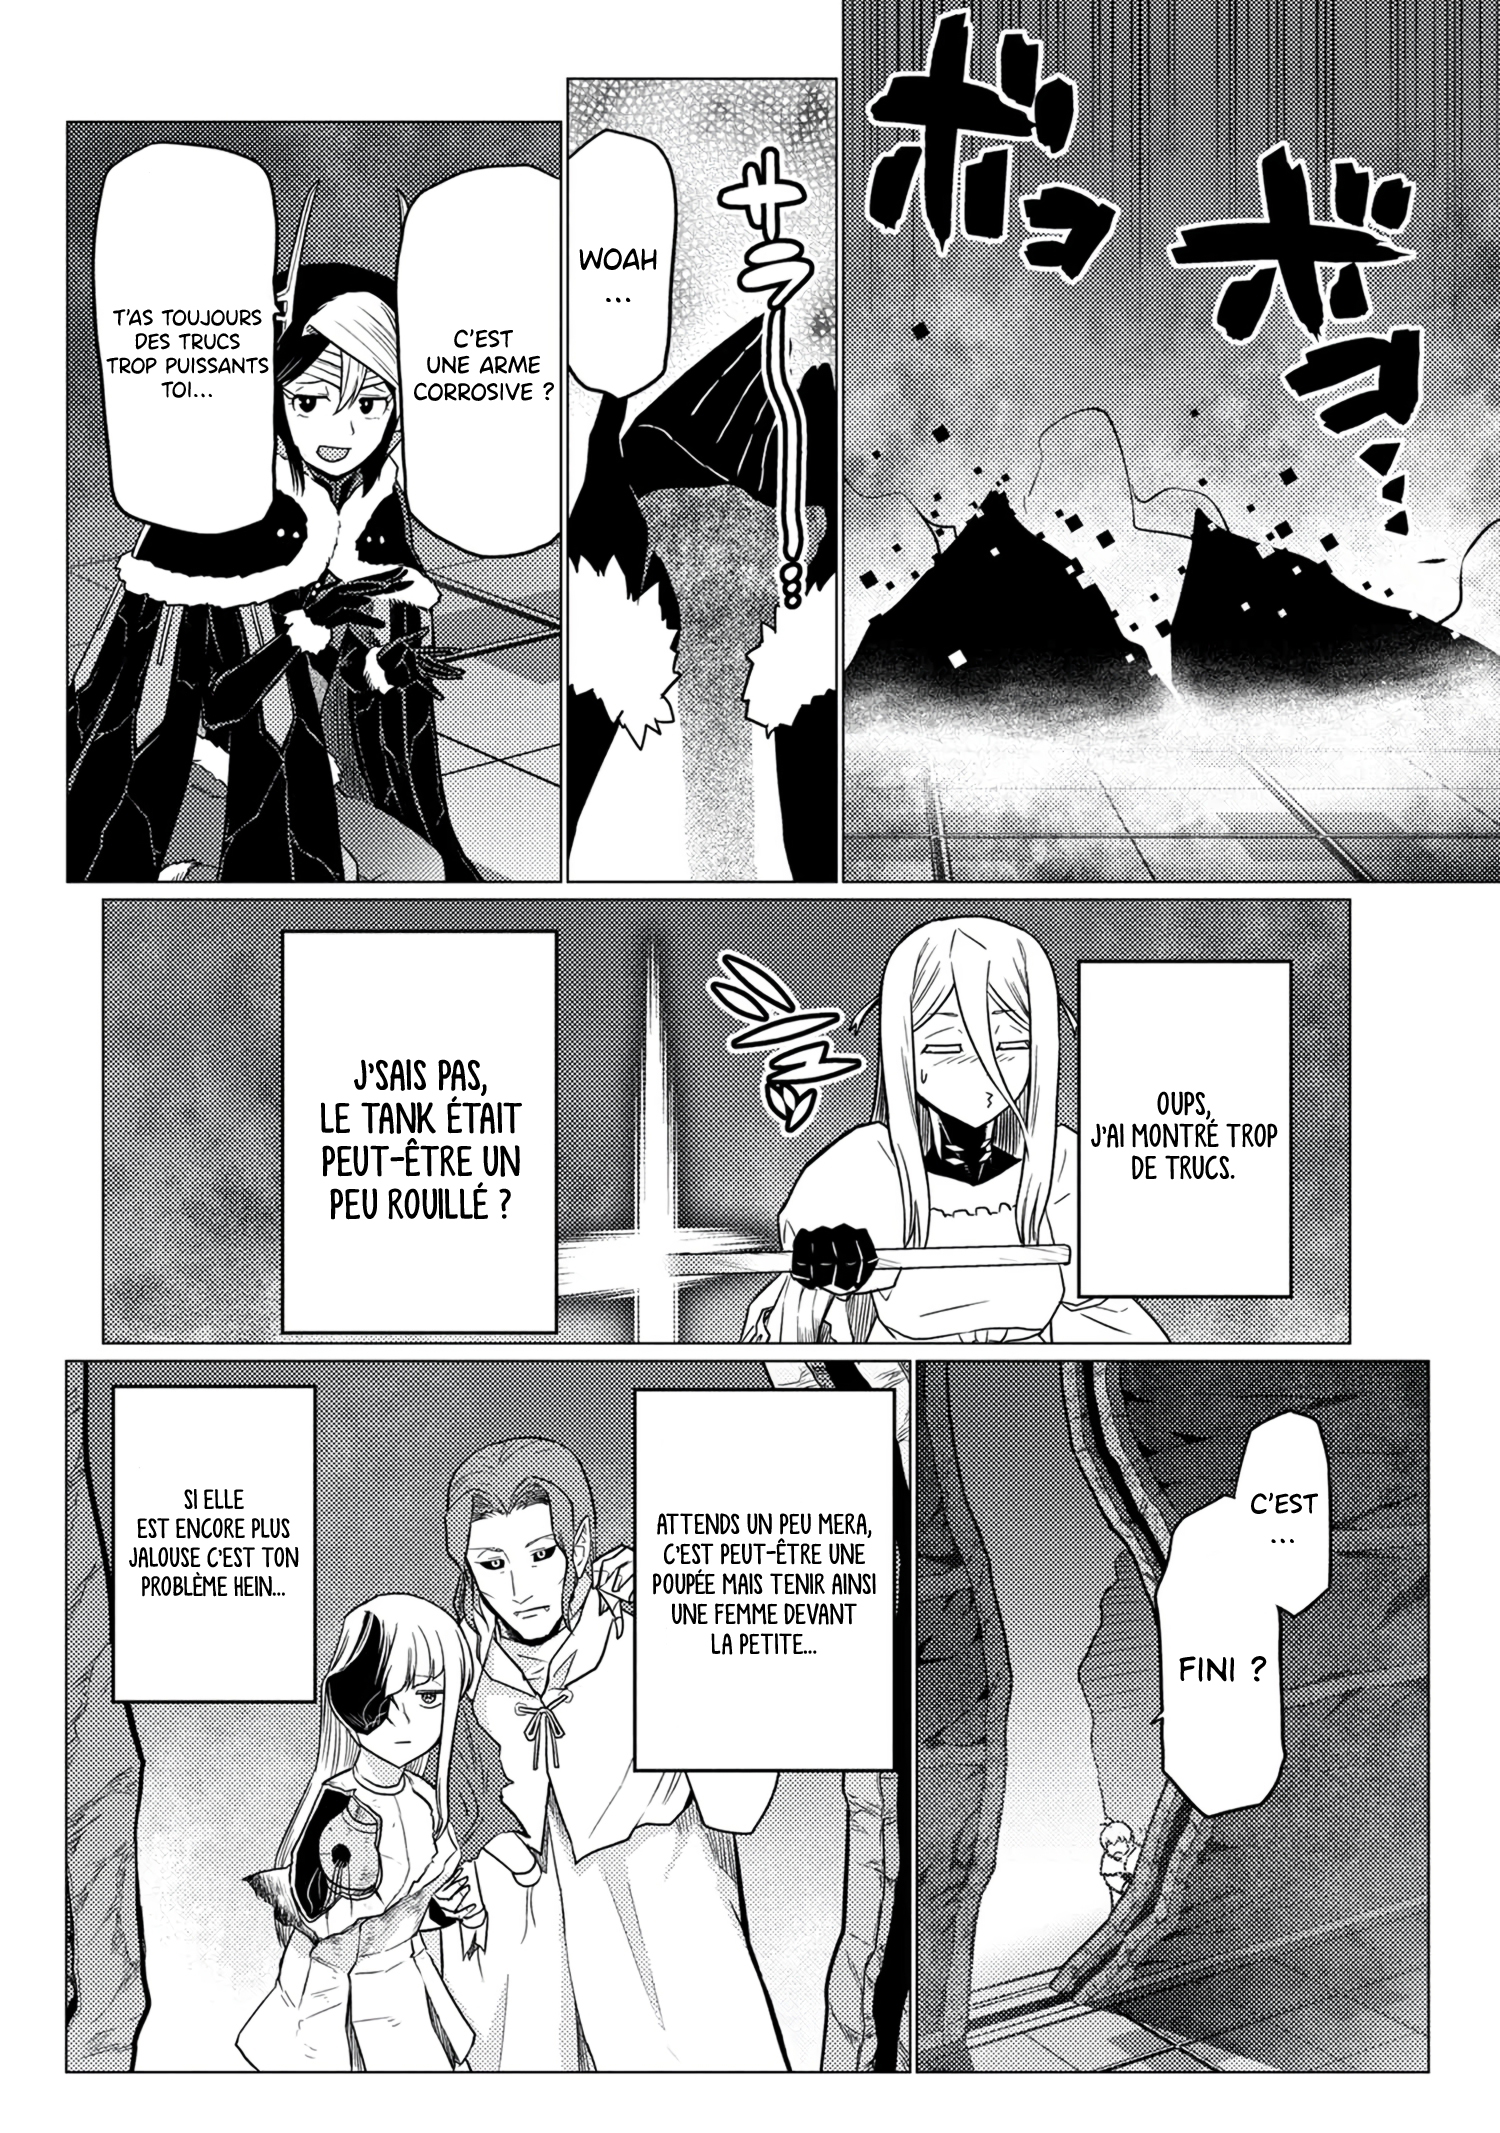 ボコ
ボコ
サラ…
WOAH
...
C'EST
UNE ARME
CORROSIVE ?
T'AS TOUJOURS
DES TRUCS
TROP PUISSANTS
TOI...
OUPS,
J'AI MONTRÉ TROP
DE TRUCS.
J'SAIS PAS,
LE TANK ÉTAIT
PEUT-ÊTRE UN
PEU ROUILLÉ ?
C'EST
...
FINI ?
ATTENDS UN PEU MERA,
C'EST PEUT-ÊTRE UNE
POUPÉE MAIS TENIR AINSI
UNE FEMME DEVANT
LA PETITE...
SI ELLE
EST ENCORE PLUS
JALOUSE C'EST TON
PROBLÈME HEIN...